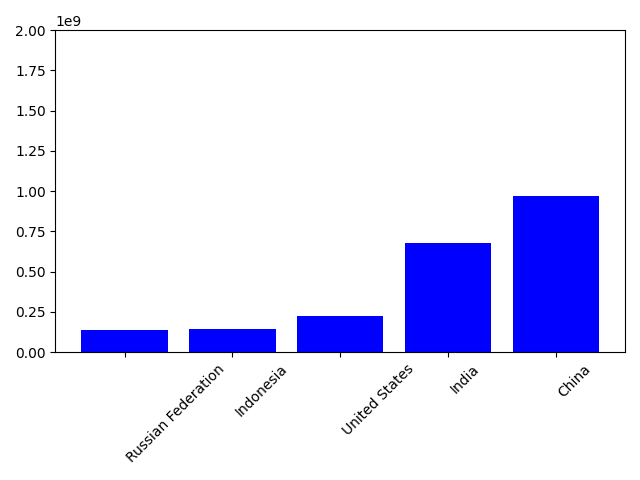 1e9
2.00
1.75
1.50
1.25
1.00
0.75
0.50
0.25
0.00
Russian Federation
Indonesia
United States
India
China